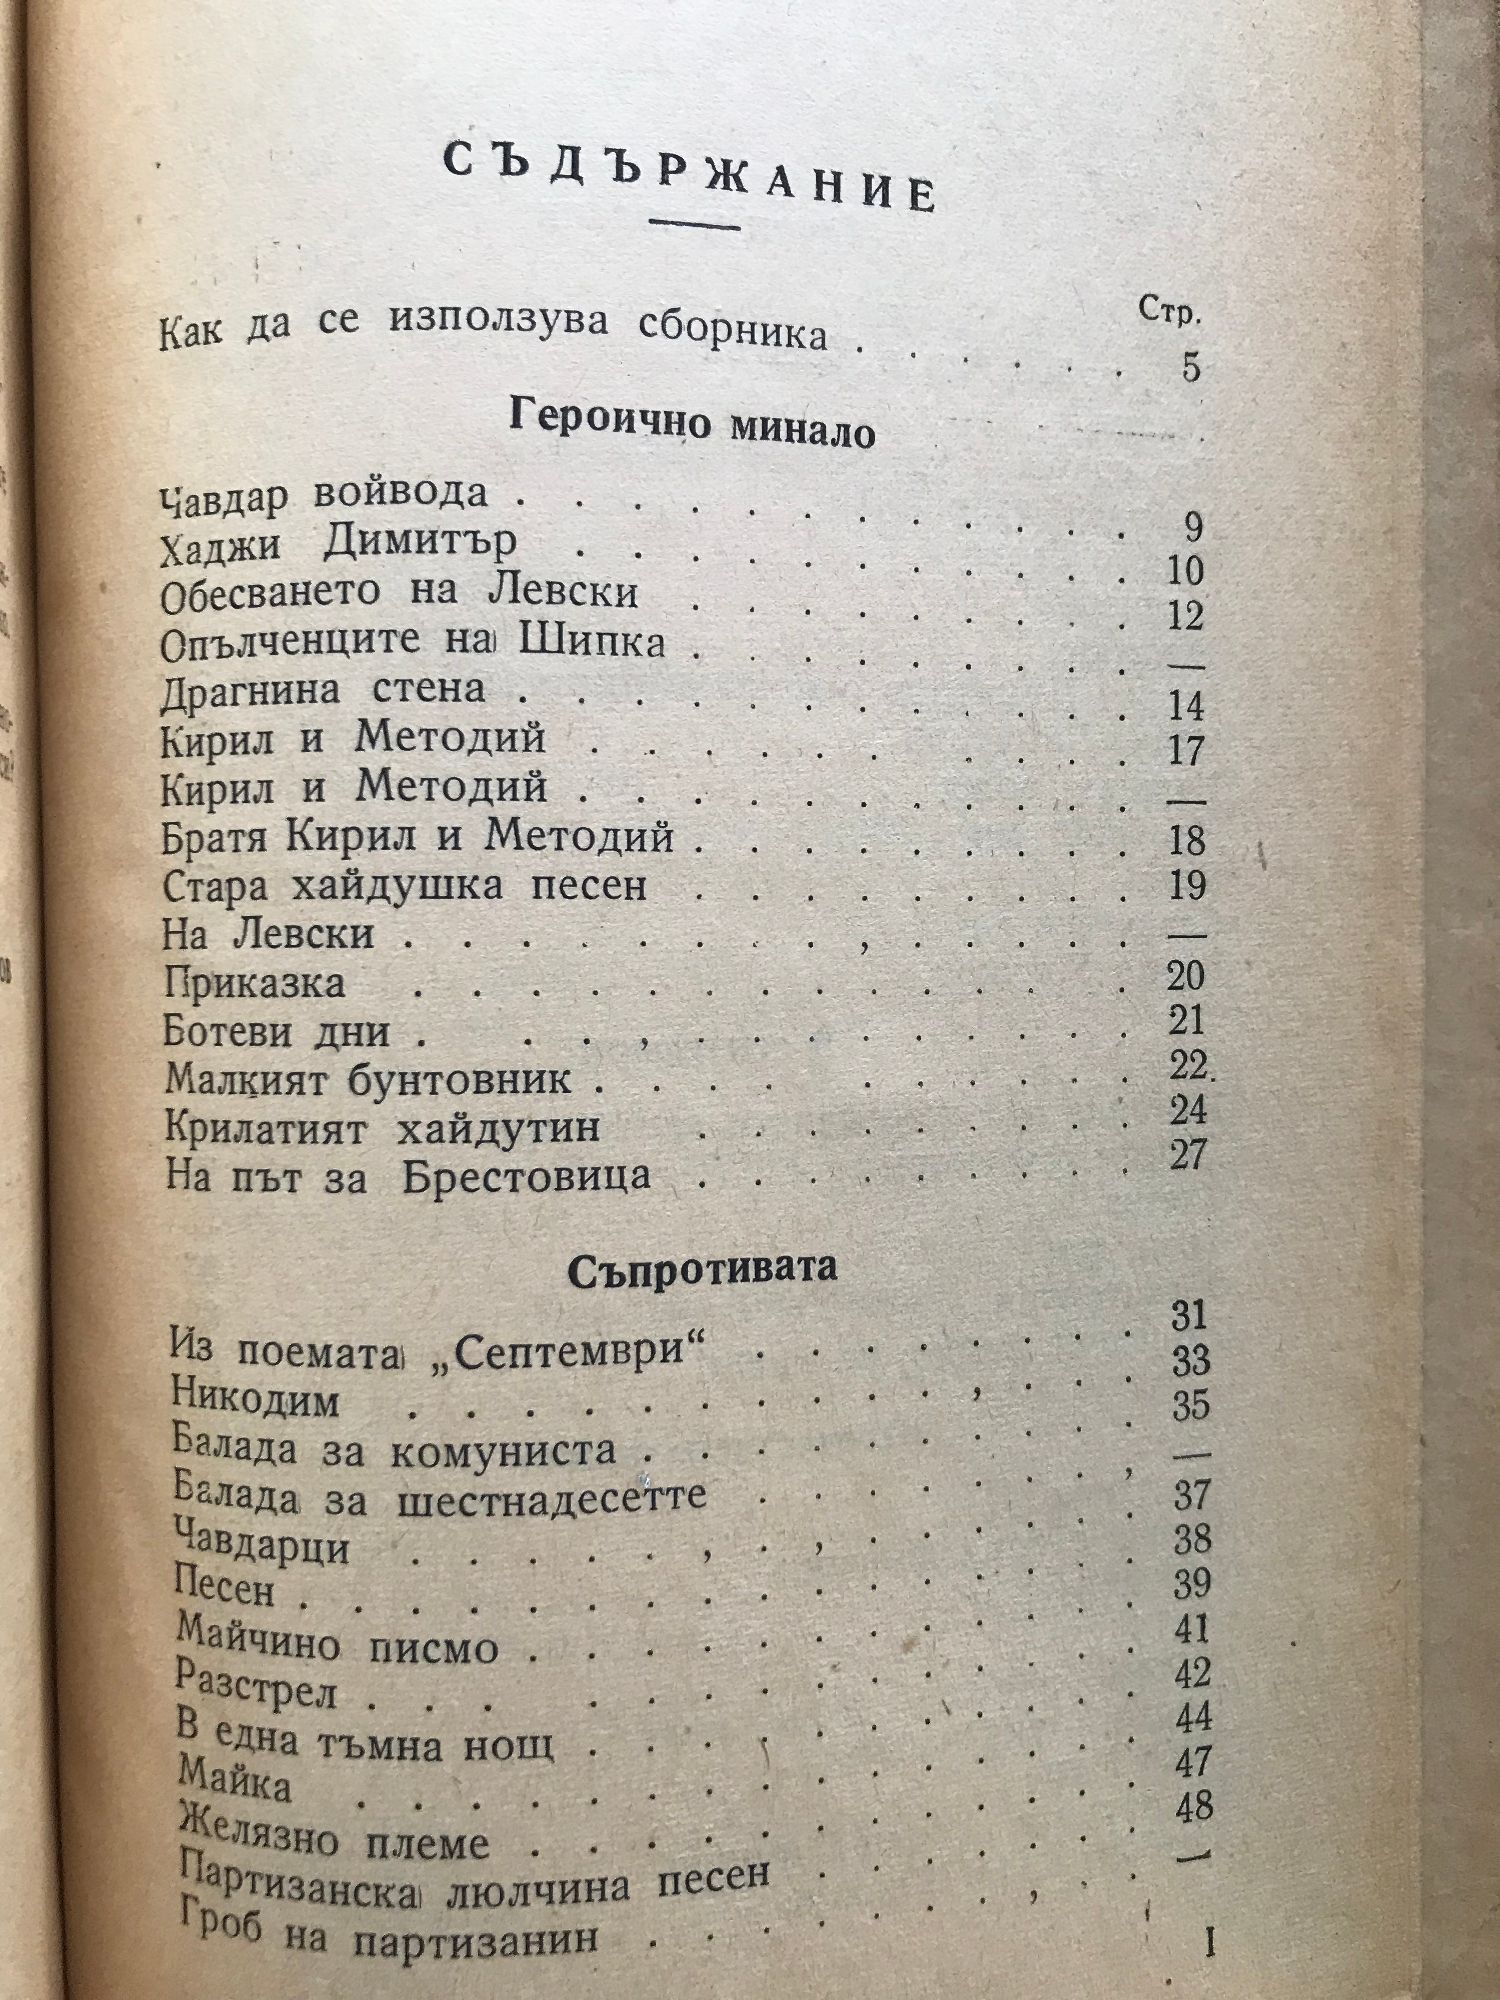 СЪДЪРЖАНИЕ
Стр.
Как да се използува сборника . . . . . . 5
Героично минало
Чавдар войвода . . . . . . . . . . . 9
Хаджи Димитър . . . . . . . . . . 10
Обесването на Левски . . . . . . . . 12
Опълченците на Шипка . . . . . . . . —
Драгнина стена . . . . . . . . . . . 14
Кирил и Методий . . . . . . . . . 17
Кирил и Методий . . . . . . . . . . —
Братя Кирил и Методий . . . . . . . . 18
Стара хайдушка песен . . . . . . . . 19
На Левски . . . . . . . . , . . . . . —
Приказка . . . . . . . . . . . . . 20
Ботеви дни . . . , . . . . . . . . . 21
Малкият бунтовник . . . . . . . . . 22
Крилатият хайдутин . . . . . . . . 24
На път за Брестовица . . . . . . . . 27
Съпротивата
Из поемата „Септември“ . . . . . . . 31
Никодим . . . . . . . . . . , . . . 33
Балада за комуниста . . . . . . . . . 35
Балада за шестнадесетте . . . . . . , —
Чавдарци . . . . . , . , . . . . . 37
Песен . . . . . . . . . . . . . . . 38
Майчино писмо . . . . . . . . . . . 39
Разстрел . . . . . . . . . . . . . 41
В една тъмна нощ . . . . . . . . . . 42
Майка . . . . . . . . . . . . . . 44
Желязно племе . . . . . . . . . . . 47
Партизанска люлчина песен . . . . . . 48
Гроб на партизанин . . . . . . . , . —
I